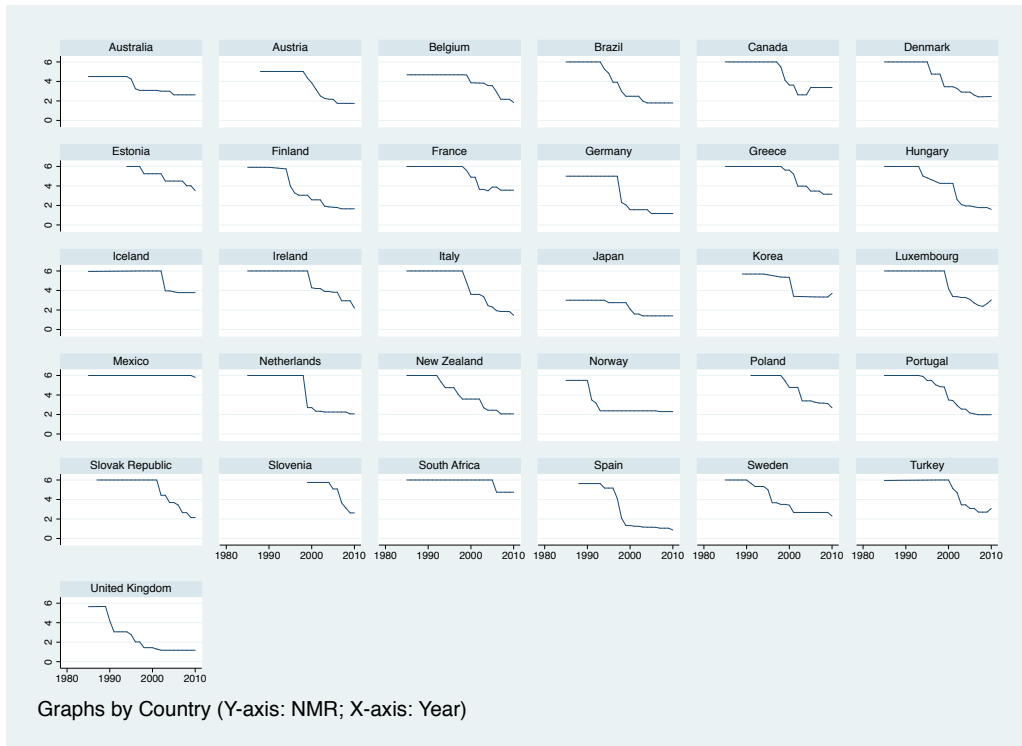 Australia Austria Belgium Brazil Canada Denmark
6
4
2
0
Estonia Finland France Germany Greece Hungary
6
4
2
0
Iceland Ireland Italy Japan Korea Luxembourg
6
4
2
0
Mexico Netherlands New Zealand Norway Poland Portugal
6
4
2
0
Slovak Republic Slovenia South Africa Spain Sweden Turkey
6
4
2
0
1980 1990 2000 2010 1980 1990 2000 2010 1980 1990 2000 2010 1980 1990 2000 2010 1980 1990 2000 2010
United Kingdom
6
4
2
0
1980 1990 2000 2010
Graphs by Country (Y-axis: NMR; X-axis: Year)